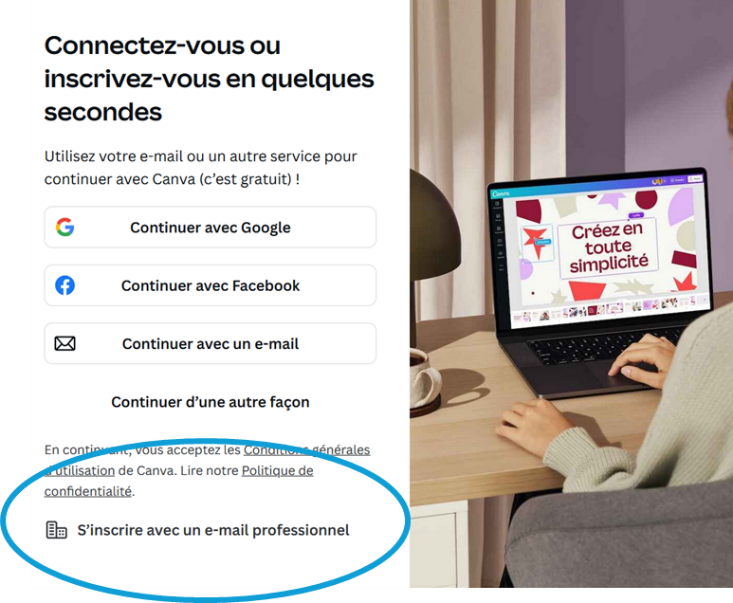 Connectez-vous ou
inscrivez-vous en quelques
secondes
Utilisez votre e-mail ou un autre service pour
continuer avec Canva (c'est gratuit) !
Continuer avec Google
Continuer avec Facebook
Continuer avec un e-mail
Continuer d'une autre façon
En continuant, vous acceptez les Conditions générales
d'utilisation de Canva. Lire notre Politique de
confidentialité.
S'inscrire avec un e-mail professionnel
Canva
Créez en
toute
simplicité